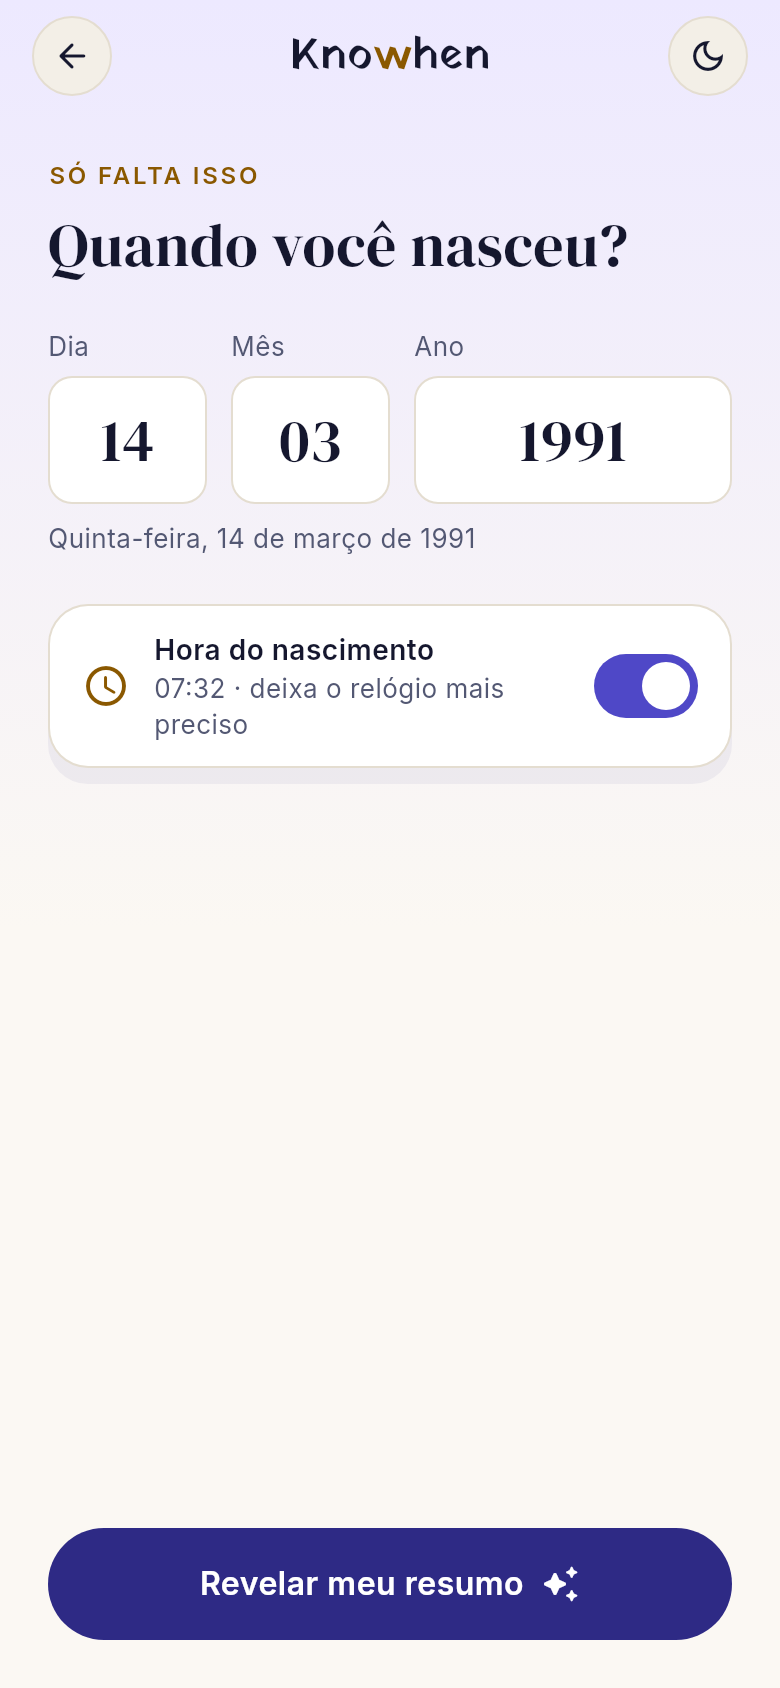 Knowhen
SÓ FALTA ISSO
Quando você nasceu?
Dia
Mês
Ano
14
03
1991
Quinta-feira, 14 de março de 1991
Hora do nascimento
07:32 · deixa o relógio mais
preciso
Revelar meu resumo